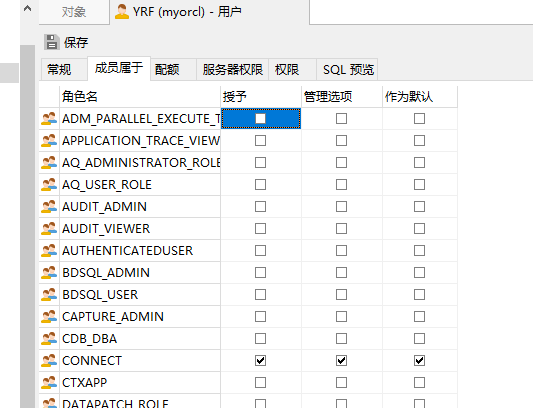 对象 YRF (myorcl) - 用户
保存
常规 成员属于 配额 服务器权限 权限 SQL 预览
角色名 授予 管理选项 作为默认
ADM_PARALLEL_EXECUTE_T
APPLICATION_TRACE_VIEW
AQ_ADMINISTRATOR_ROLE
AQ_USER_ROLE
AUDIT_ADMIN
AUDIT_VIEWER
AUTHENTICATEDUSER
BDSQL_ADMIN
BDSQL_USER
CAPTURE_ADMIN
CDB_DBA
CONNECT
CTXAPP
DATAPATCH_ROLE